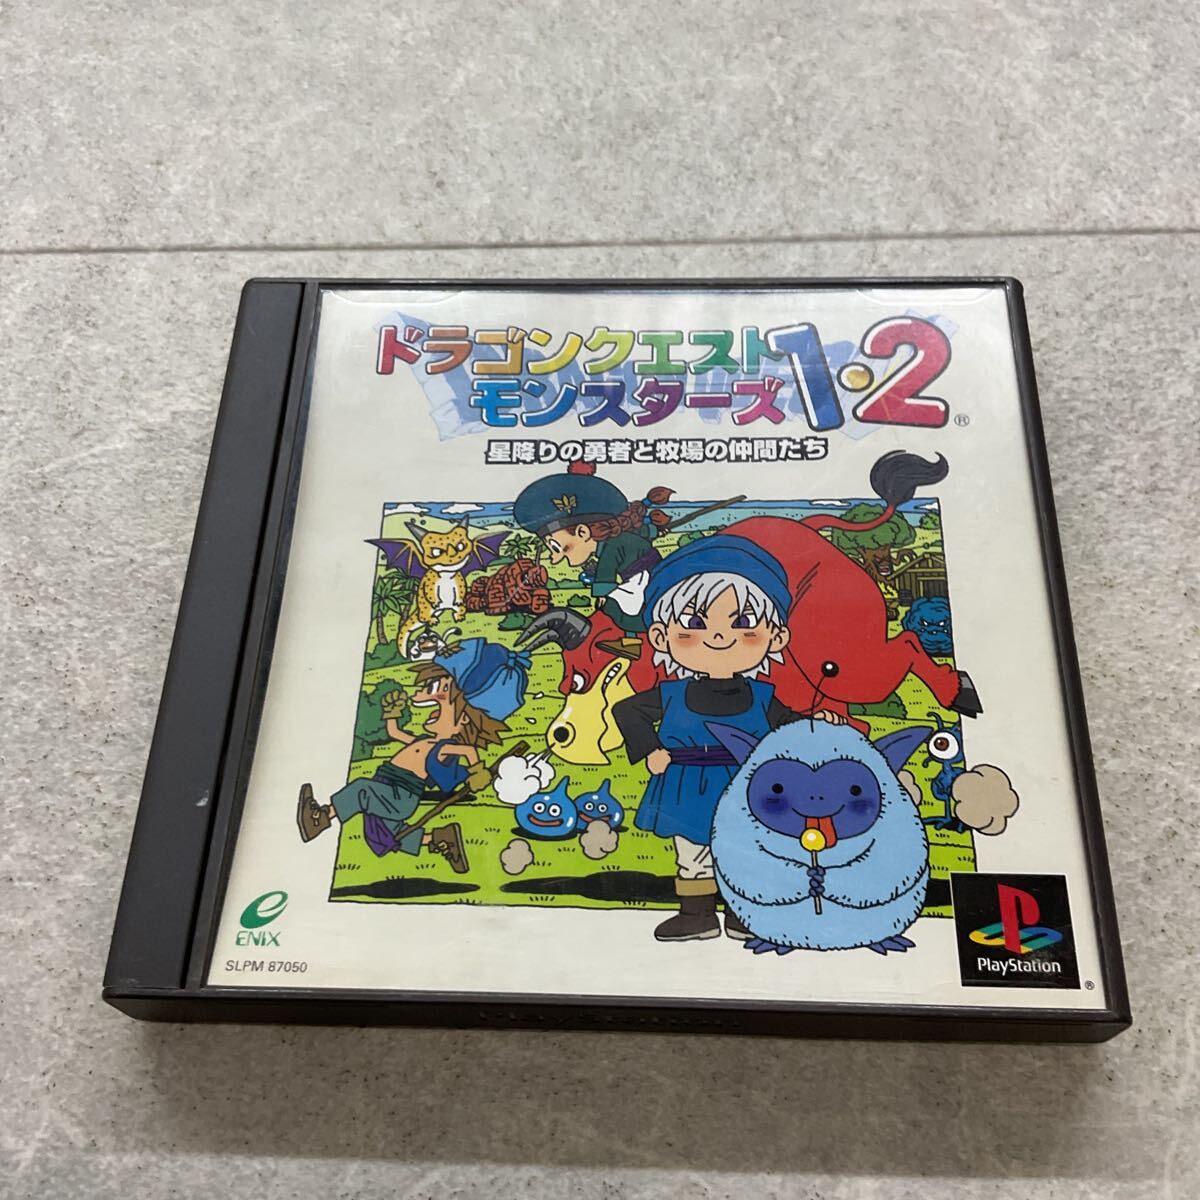 ドラゴンクエスト
モンスターズ1・2®
星降りの勇者と牧場の仲間たち
ENIX
SLPM 87050
PlayStation
®
PlayStation